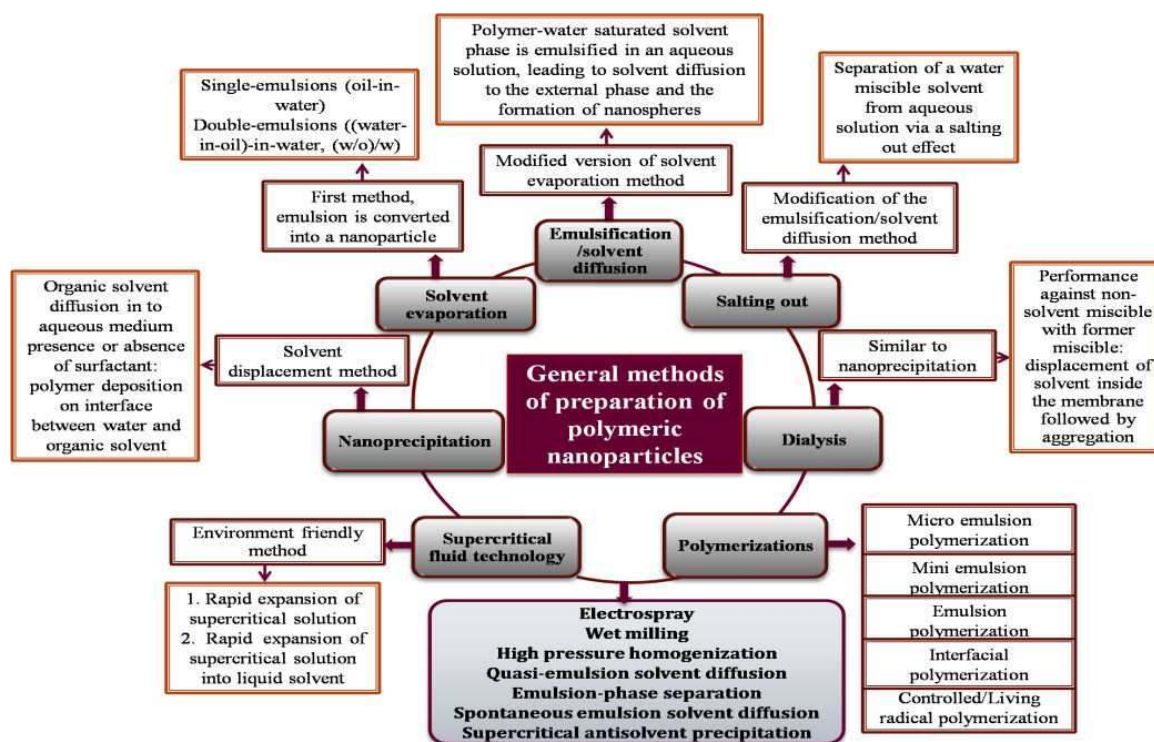 Polymer-water saturated solvent
phase is emulsified in an aqueous
solution, leading to solvent diffusion
to the external phase and the
formation of nanospheres
Single-emulsions (oil-in-
water)
Double-emulsions ((water-
in-oil)-in-water, (w/o)/w)
Separation of a water
miscible solvent
from aqueous
solution via a salting
out effect
Modified version of solvent
evaporation method
First method,
emulsion is converted
into a nanoparticle
Modification of the
emulsification/solvent
diffusion method
Emulsification
/solvent
diffusion
Solvent
evaporation
Salting out
Organic solvent
diffusion in to
aqueous medium
presence or absence
of surfactant:
polymer deposition
on interface
between water and
organic solvent
Solvent
displacement method
Nanoprecipitation
General methods
of preparation of
polymeric
nanoparticles
Similar to
nanoprecipitation
Dialysis
Performance
against non-
solvent miscible
with former
miscible:
displacement of
solvent inside
the membrane
followed by
aggregation
Environment friendly
method
Supercritical
fluid technology
Polymerizations
1. Rapid expansion of
supercritical solution
2. Rapid expansion of
supercritical solution
into liquid solvent
Electrospray
Wet milling
High pressure homogenization
Quasi-emulsion solvent diffusion
Emulsion-phase separation
Spontaneous emulsion solvent diffusion
Supercritical antisolvent precipitation
Micro emulsion
polymerization
Mini emulsion
polymerization
Emulsion
polymerization
Interfacial
polymerization
Controlled/Living
radical polymerization